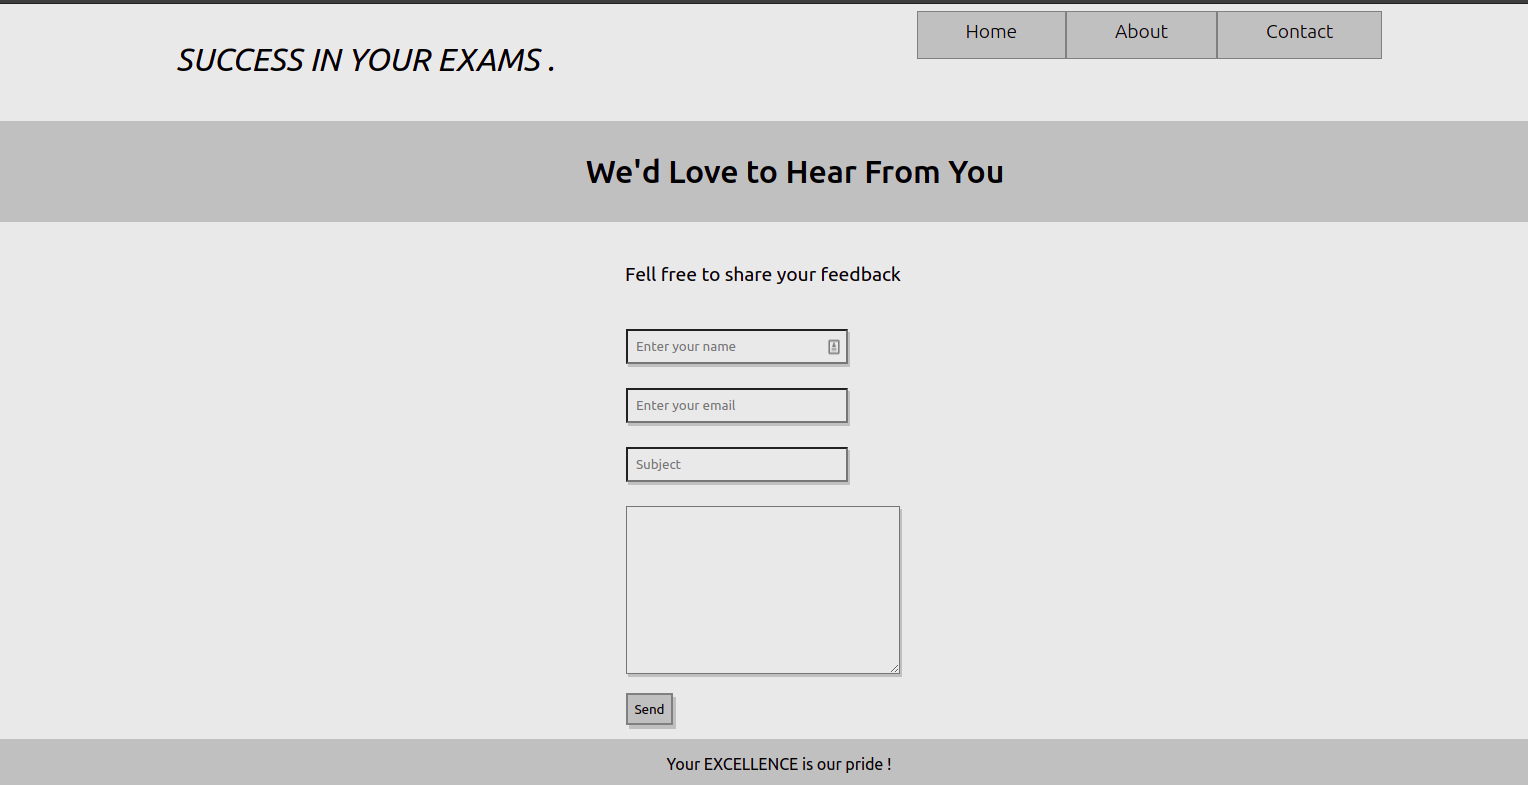 Home
About
Contact
SUCCESS IN YOUR EXAMS .
We'd Love to Hear From You
Fell free to share your feedback
Enter your name
Enter your email
Subject
Send
Your EXCELLENCE is our pride !